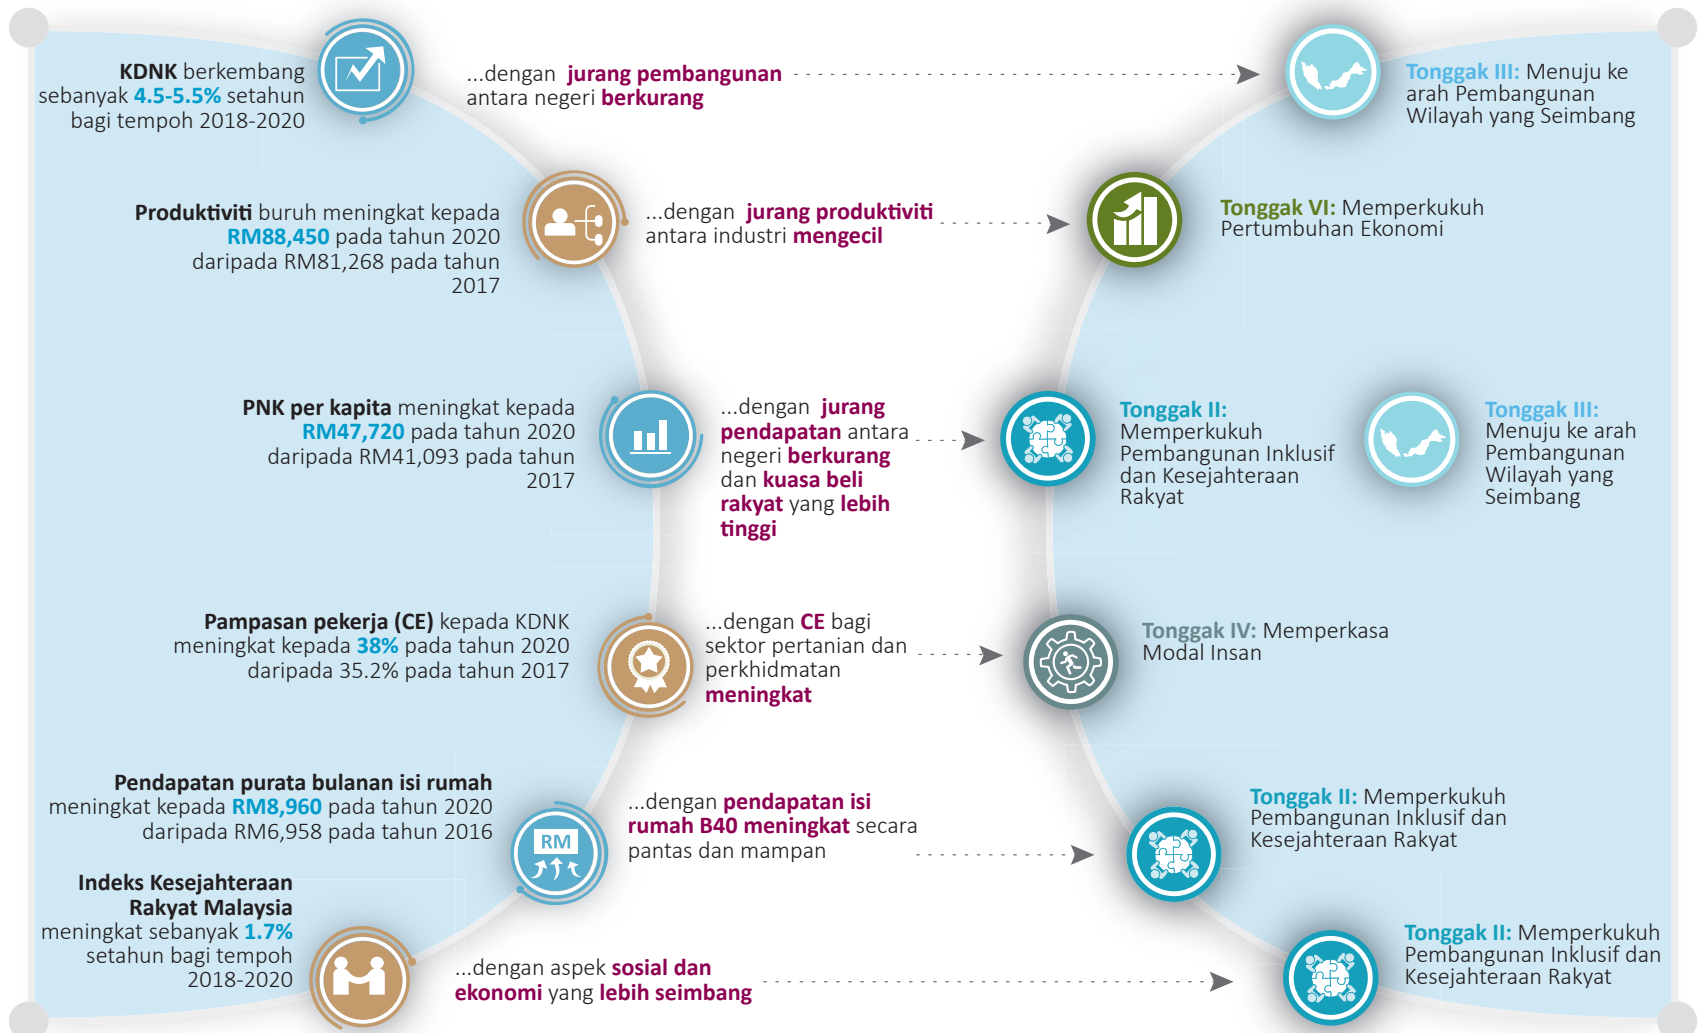 KDNK berkembang
sebanyak 4.5-5.5% setahun
bagi tempoh 2018-2020
...dengan jurang pembangunan
antara negeri berkurang
Tonggak III: Menuju ke
arah Pembangunan
Wilayah yang Seimbang
Produktiviti buruh meningkat kepada
RM88,450 pada tahun 2020
daripada RM81,268 pada tahun
2017
...dengan jurang produktiviti
antara industri mengecil
Tonggak VI: Memperkukuh
Pertumbuhan Ekonomi
PNK per kapita meningkat kepada
RM47,720 pada tahun 2020
daripada RM41,093 pada tahun
2017
...dengan jurang
pendapatan antara
negeri berkurang
dan kuasa beli
rakyat yang lebih
tinggi
Tonggak II:
Memperkukuh
Pembangunan Inklusif
dan Kesejahteraan
Rakyat
Tonggak III:
Menuju ke arah
Pembangunan
Wilayah yang
Seimbang
Pampasan pekerja (CE) kepada KDNK
meningkat kepada 38% pada tahun 2020
daripada 35.2% pada tahun 2017
...dengan CE bagi
sektor pertanian dan
perkhidmatan
meningkat
Tonggak IV: Memperkasa
Modal Insan
Pendapatan purata bulanan isi rumah
meningkat kepada RM8,960 pada tahun 2020
daripada RM6,958 pada tahun 2016
RM
...dengan pendapatan isi
rumah B40 meningkat secara
pantas dan mampan
Tonggak II: Memperkukuh
Pembangunan Inklusif dan
Kesejahteraan Rakyat
Indeks Kesejahteraan
Rakyat Malaysia
meningkat sebanyak 1.7%
setahun bagi tempoh
2018-2020
...dengan aspek sosial dan
ekonomi yang lebih seimbang
Tonggak II: Memperkukuh
Pembangunan Inklusif dan
Kesejahteraan Rakyat